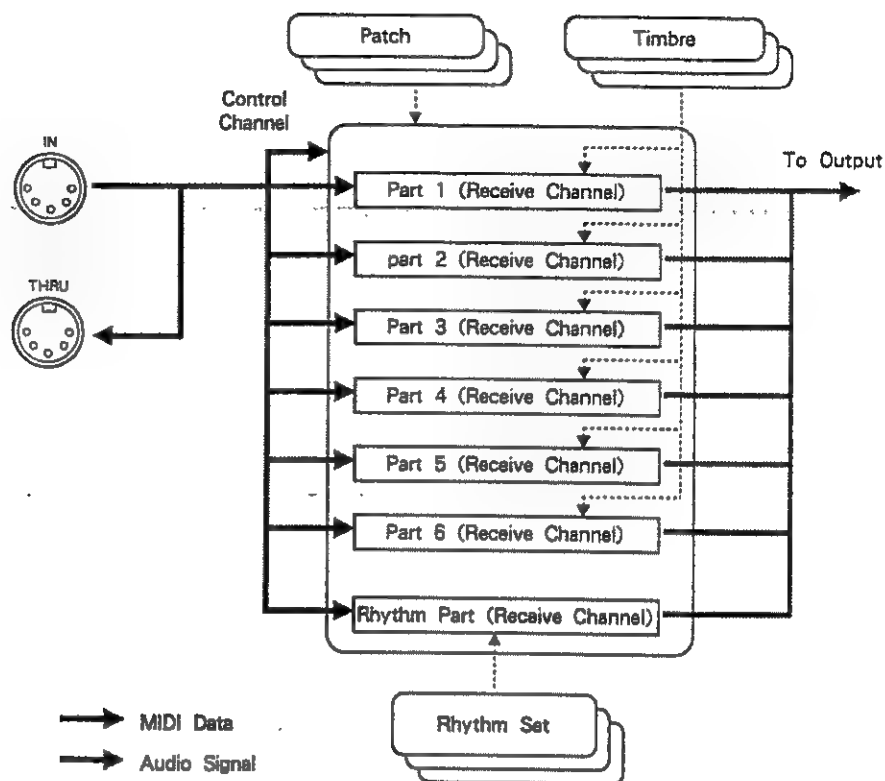 Patch
Timbre
Control
Channel
IN
To Output
Part 1 (Receive Channel)
part 2 (Receive Channel)
THRU
Part 3 (Receive Channel)
Part 4 (Receive Channel)
Part 5 (Receive Channel)
Part 6 (Receive Channel)
Rhythm Part (Receive Channel)
Rhythm Set
MIDI Data
Audio Signal